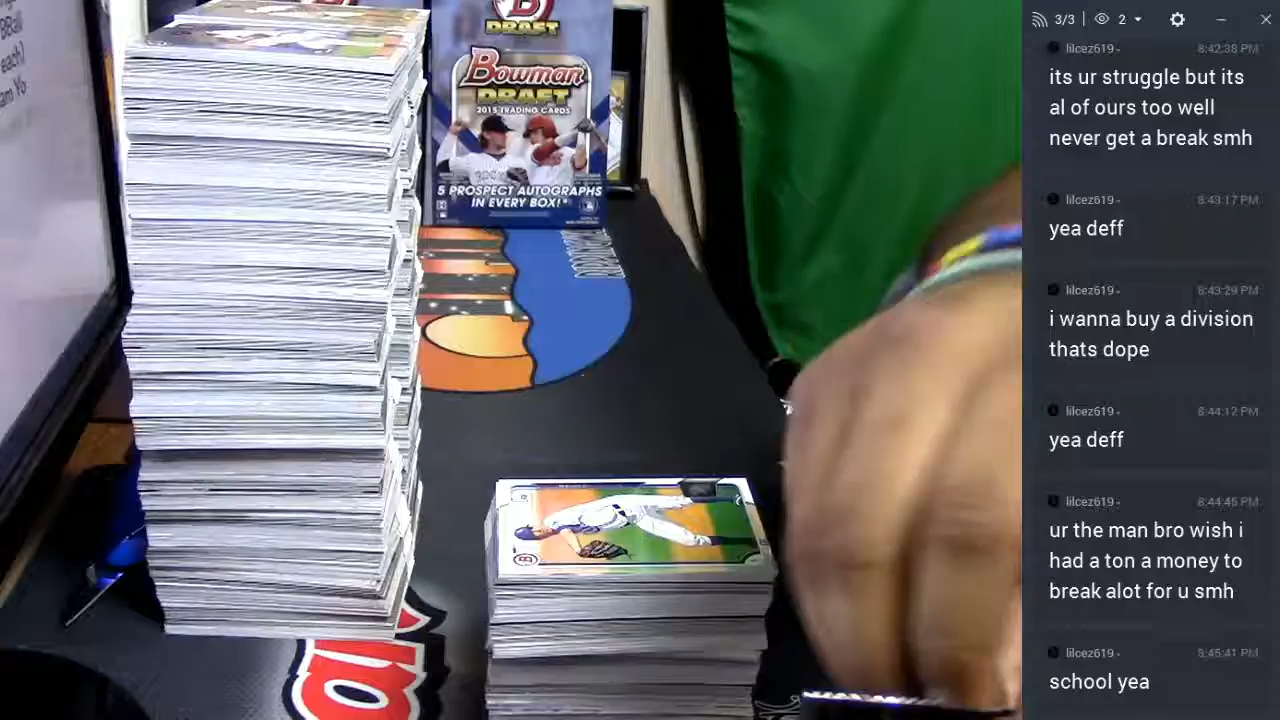 BBall
each)
am Yo
DRAFT
Bowman
DRAFT
2015 TRADING CARDS
5 PROSPECT AUTOGRAPHS
IN EVERY BOX!*
3/3
2
lilcez619-
8:42:38 PM
its ur struggle but its
al of ours too well
never get a break smh
lilcez619-
8:43:17 PM
yea deff
lilcez619-
8:43:29 PM
i wanna buy a division
thats dope
lilcez619-
8:44:12 PM
yea deff
lilcez619-
8:44:45 PM
ur the man bro wish i
had a ton a money to
break alot for u smh
lilcez619-
8:45:41 PM
school yea